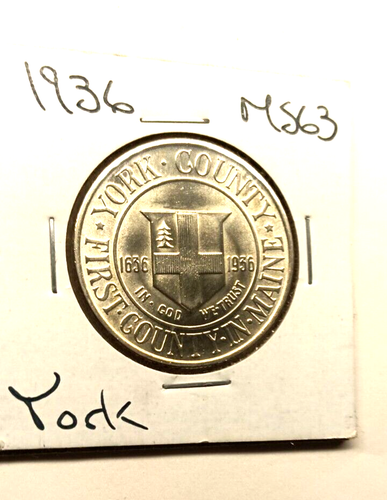 1936
MS63
· YORK · COUNTY ·
FIRST · COUNTY · IN · MAINE
1636 1936
IN · GOD WE · TRUST
York